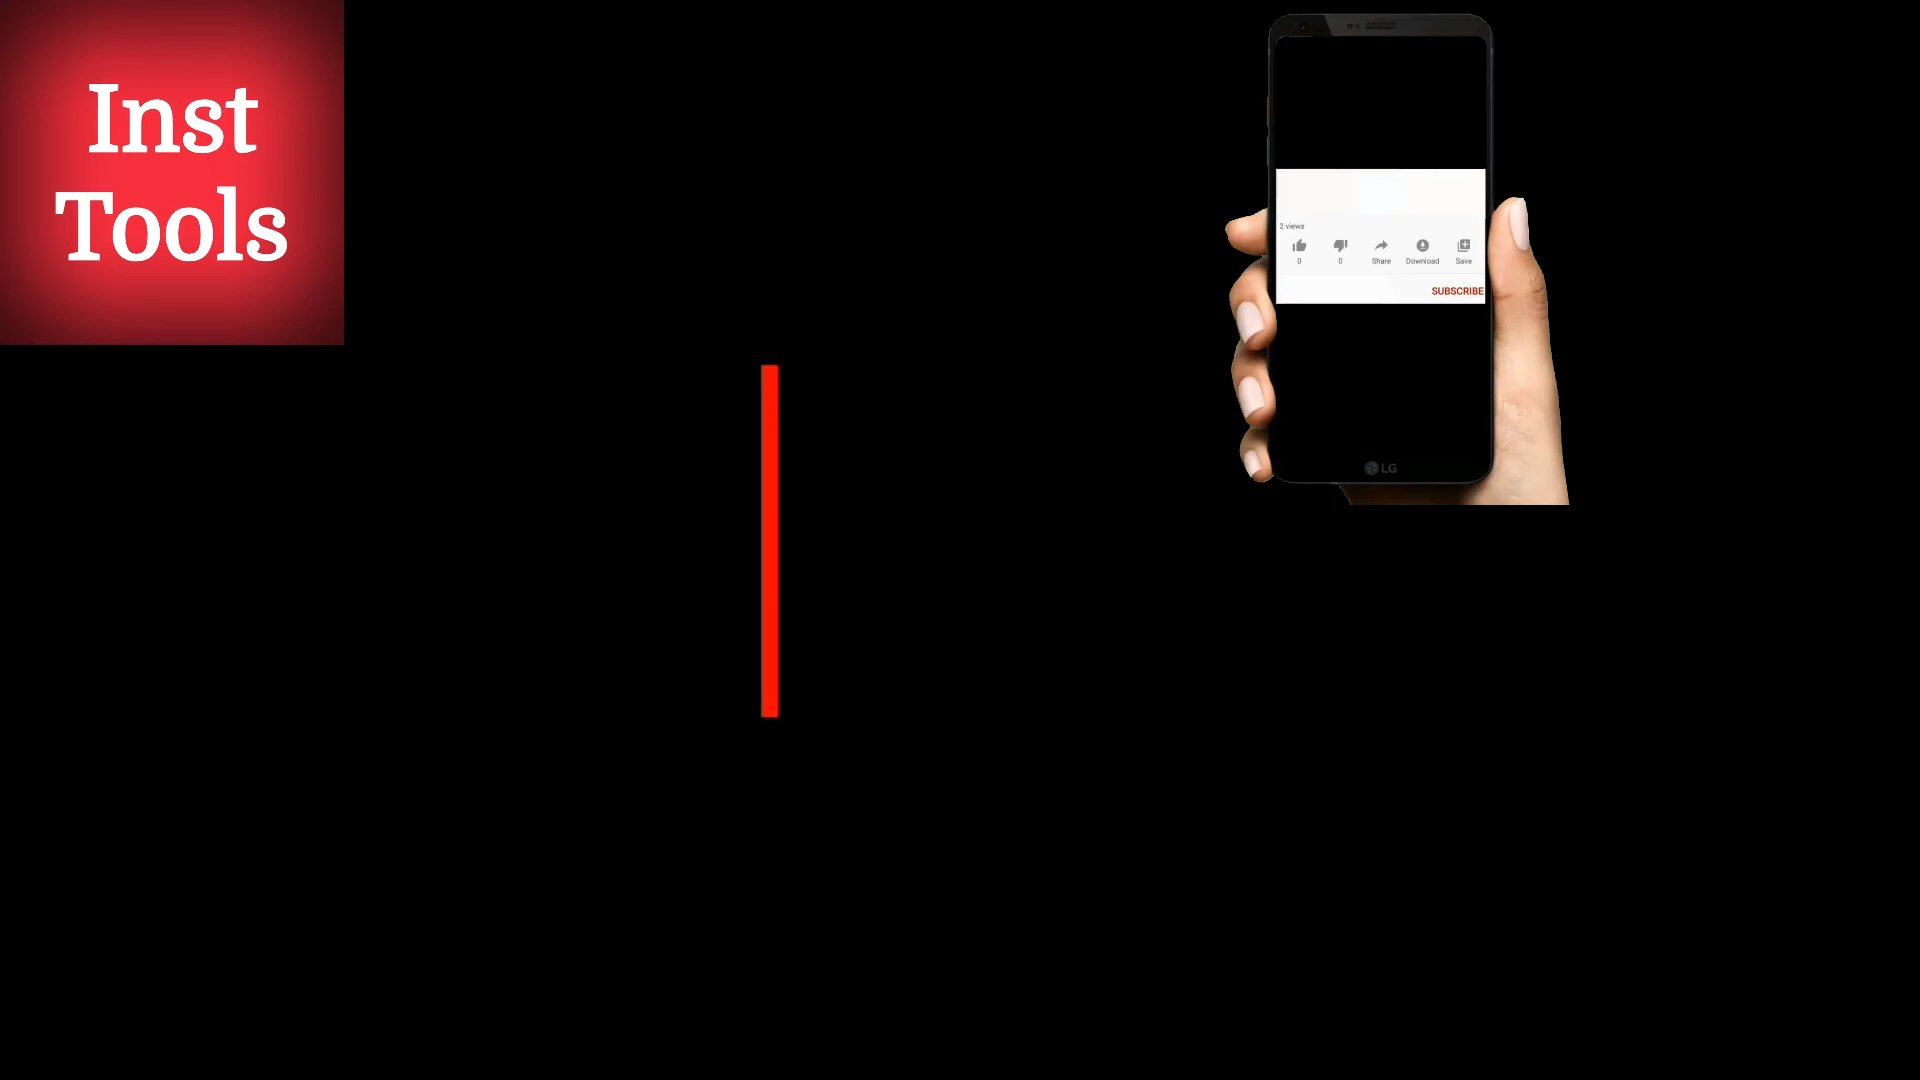 Inst
Tools
2 views
0 0 Share Download Save
SUBSCRIBE
LG